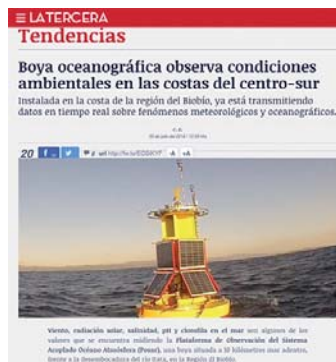 LATERCERA
Tendencias
Boya oceanográfica observa condiciones
ambientales en las costas del centro-sur
Instalada en la costa de la región del Biobío, ya está transmitiendo
datos en tiempo real sobre fenómenos meteorológicos y oceanográficos.
20
url
Viento, radiación solar, salinidad, pH y clorofila en el mar son algunos de los
valores que se encuentra midiendo la Plataforma de Observación del Sistema
Acoplado Océano Atmósfera (Posar), una boya situada a 10 kilómetros mar adentro,
frente a la desembocadura del río Itata, en la Región del Biobío.